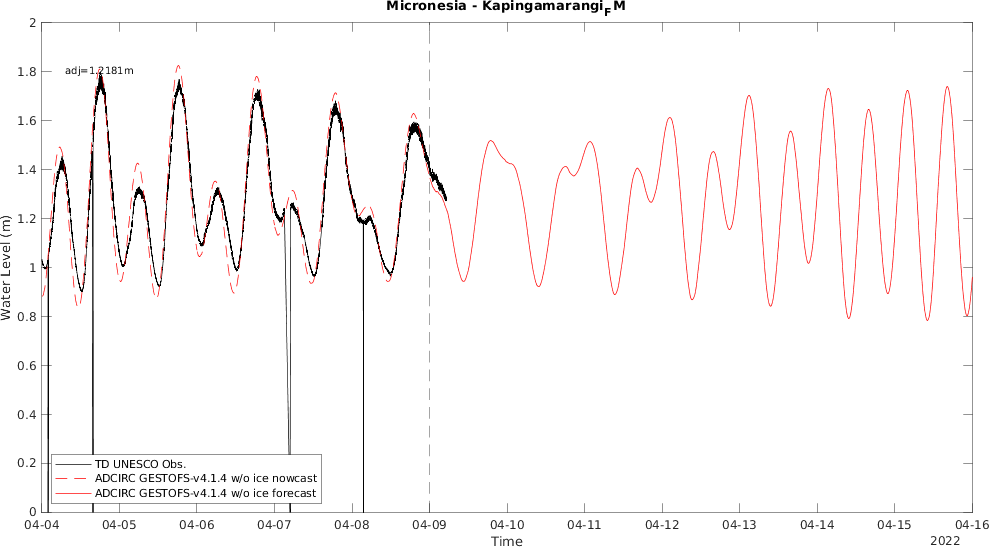 Micronesia - KapingamarangiFM
2
1.8
adj=1.2181m
1.6
1.4
1.2
1
0.8
0.6
0.4
0.2
0
Water Level (m)
TD UNESCO Obs.
ADCIRC GESTOFS-v4.1.4 w/o ice nowcast
ADCIRC GESTOFS-v4.1.4 w/o ice forecast
04-04 04-05 04-06 04-07 04-08 04-09 04-10 04-11 04-12 04-13 04-14 04-15 04-16
Time
2022